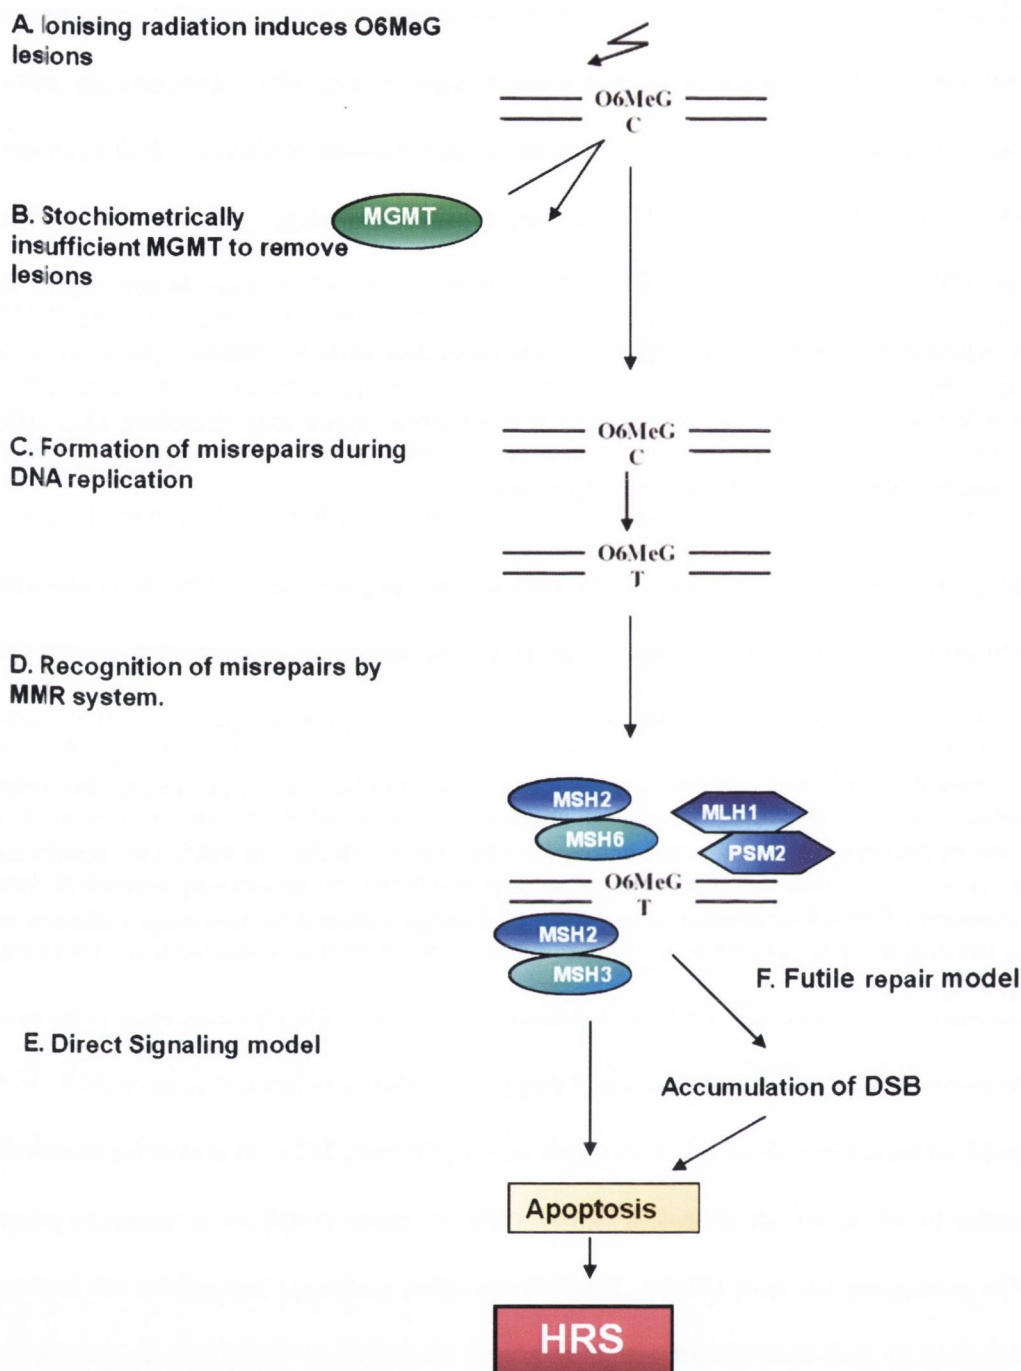 A. Ionising radiation induces O6MeG
lesions
O6MeG
C
B. Stochiometrically
insufficient MGMT to remove
lesions
MGMT
C. Formation of misrepairs during
DNA replication
O6MeG
C
O6MeG
T
D. Recognition of misrepairs by
MMR system.
MSH2
MSH6
MLH1
PSM2
O6MeG
T
MSH2
MSH3
F. Futile repair model
E. Direct Signaling model
Accumulation of DSB
Apoptosis
HRS